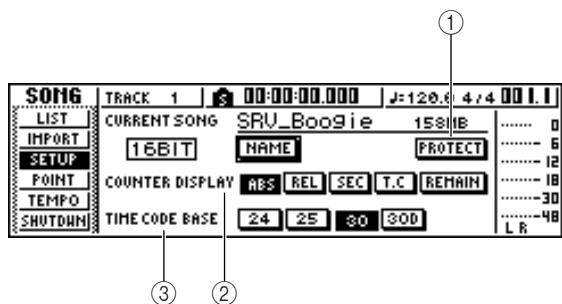 ①
SONG TRACK 1 S 00:00:00.000 ♩=120.0 4/4 001.1
LIST CURRENT SONG SRV_Boogie 158MB 0
IMPORT 16BIT NAME PROTECT 6
SETUP 12
POINT COUNTER DISPLAY ABS REL SEC T.C REMAIN 18
TEMPO 30
SHUTDWN TIME CODE BASE 24 25 30 30D 48
L R
③ ②